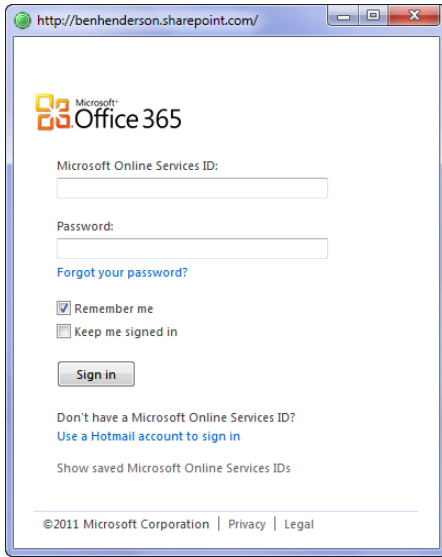 http://benhenderson.sharepoint.com/
Microsoft®
Office 365
Microsoft Online Services ID:
Password:
Forgot your password?
Remember me
Keep me signed in
Sign in
Don't have a Microsoft Online Services ID?
Use a Hotmail account to sign in
Show saved Microsoft Online Services IDs
©2011 Microsoft Corporation | Privacy | Legal